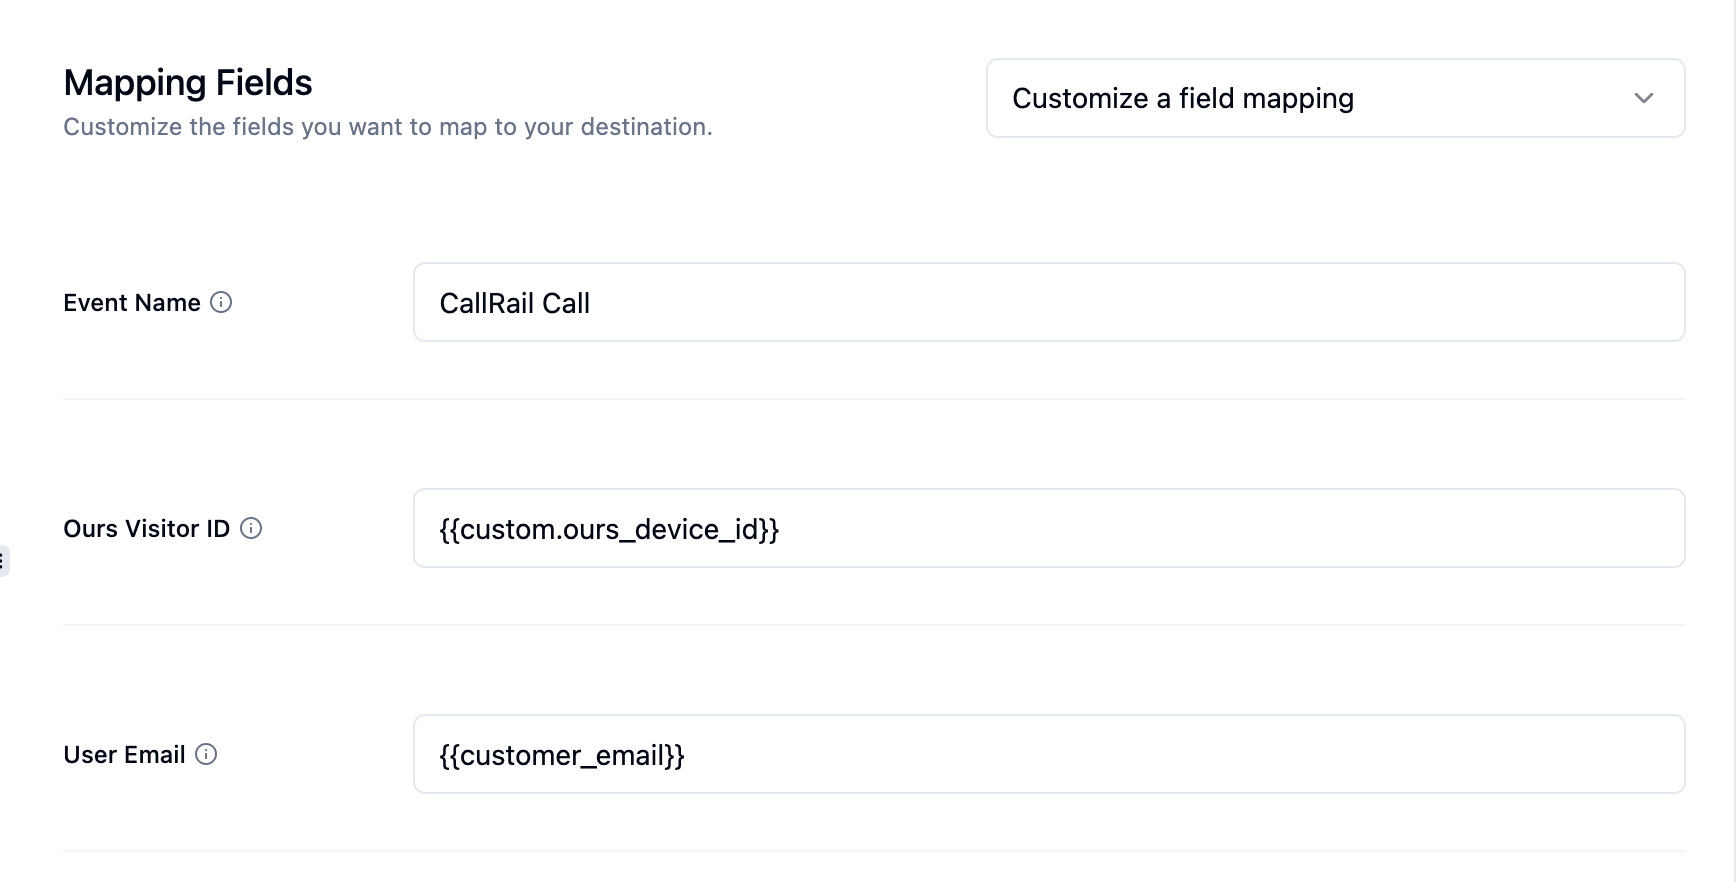 Mapping Fields
Customize the fields you want to map to your destination.
Customize a field mapping
Event Name
CallRail Call
Ours Visitor ID
{{custom.ours_device_id}}
User Email
{{customer_email}}